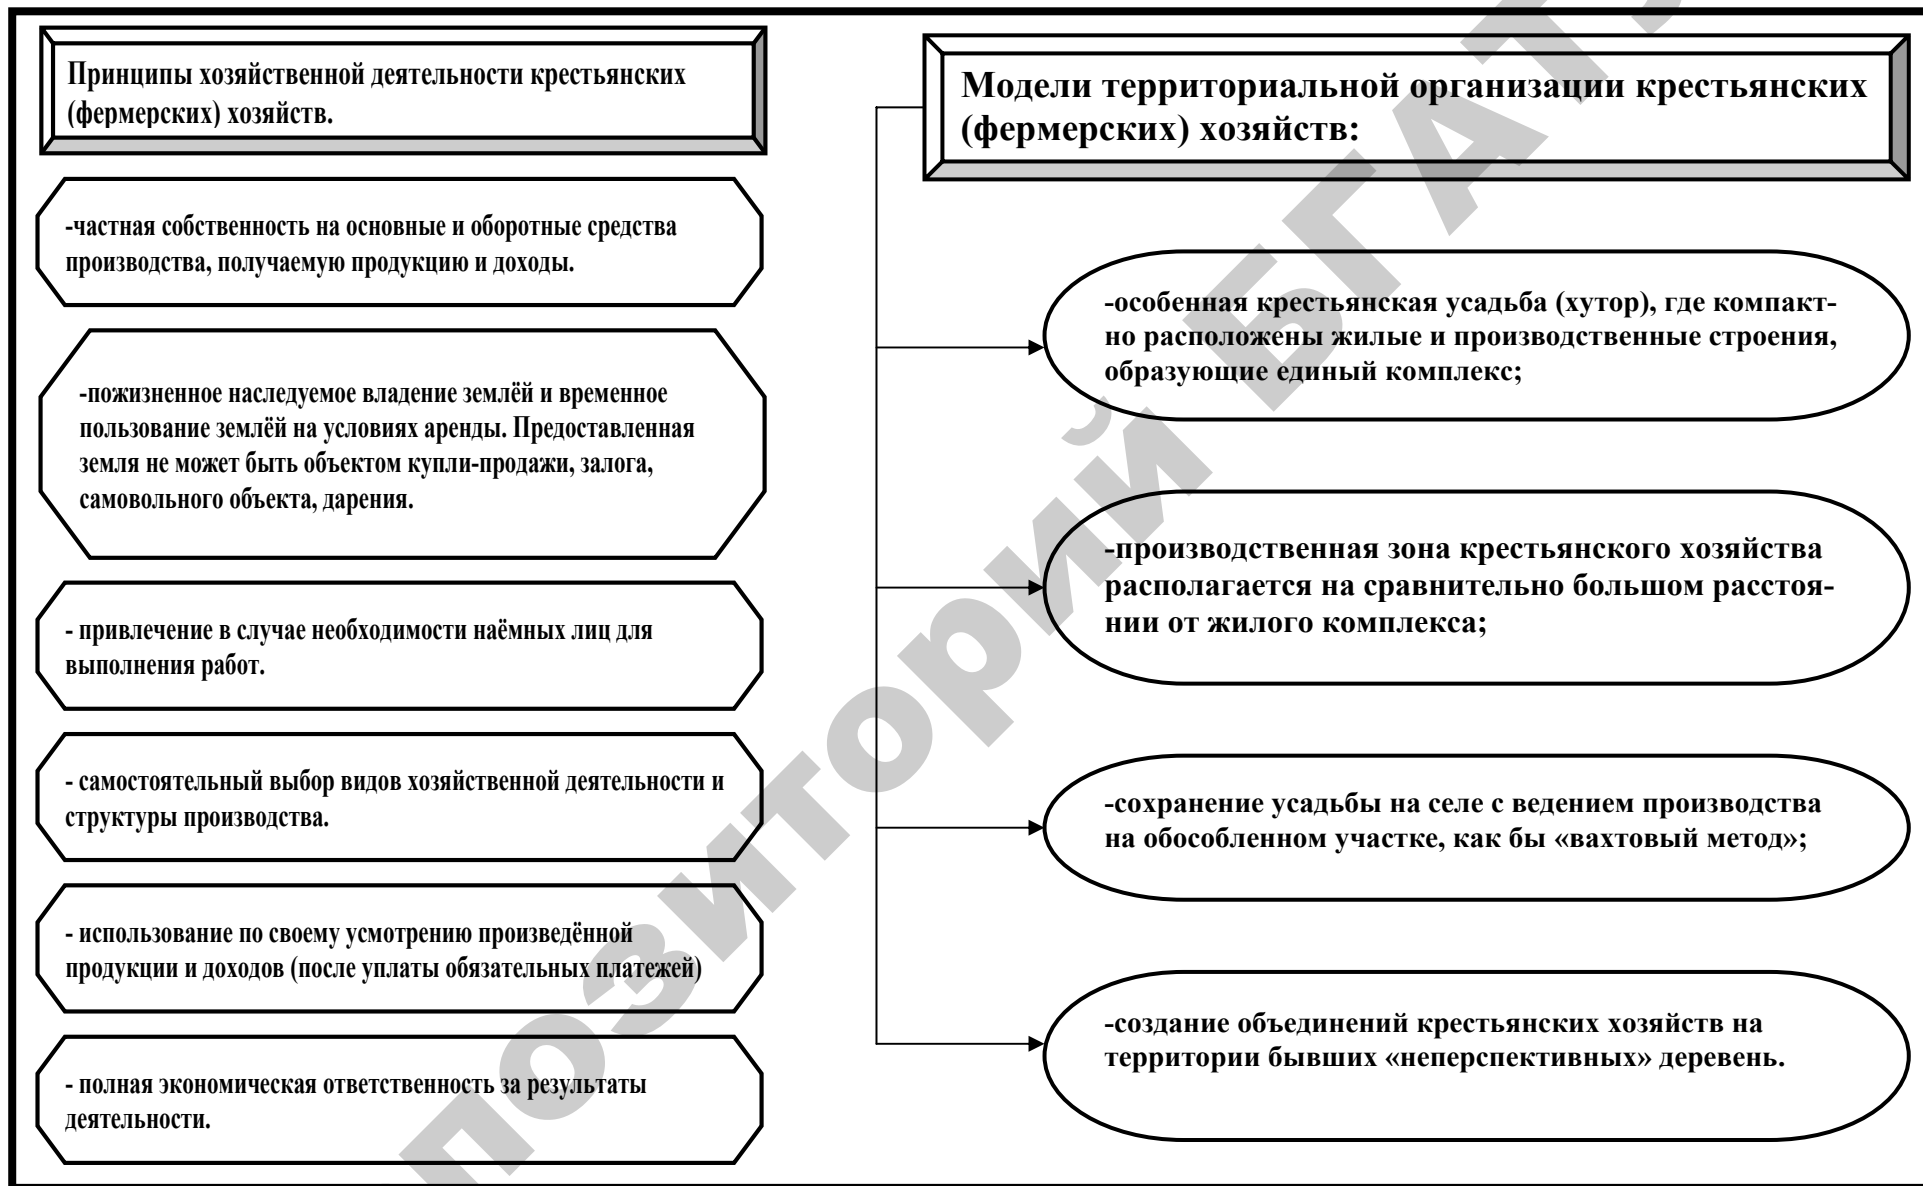 Принципы хозяйственной деятельности крестьянских
(фермерских) хозяйств.
-частная собственность на основные и оборотные средства
производства, получаемую продукцию и доходы.
-пожизненное наследуемое владение землёй и временное
пользование землёй на условиях аренды. Предоставленная
земля не может быть объектом купли-продажи, залога,
самовольного объекта, дарения.
- привлечение в случае необходимости наёмных лиц для
выполнения работ.
- самостоятельный выбор видов хозяйственной деятельности и
структуры производства.
- использование по своему усмотрению произведённой
продукции и доходов (после уплаты обязательных платежей)
- полная экономическая ответственность за результаты
деятельности.
Модели территориальной организации крестьянских
(фермерских) хозяйств:
-особенная крестьянская усадьба (хутор), где компакт-
но расположены жилые и производственные строения,
образующие единый комплекс;
-производственная зона крестьянского хозяйства
располагается на сравнительно большом расстоя-
нии от жилого комплекса;
-сохранение усадьбы на селе с ведением производства
на обособленном участке, как бы «вахтовый метод»;
-создание объединений крестьянских хозяйств на
территории бывших «неперспективных» деревень.
позиторий БГАТ